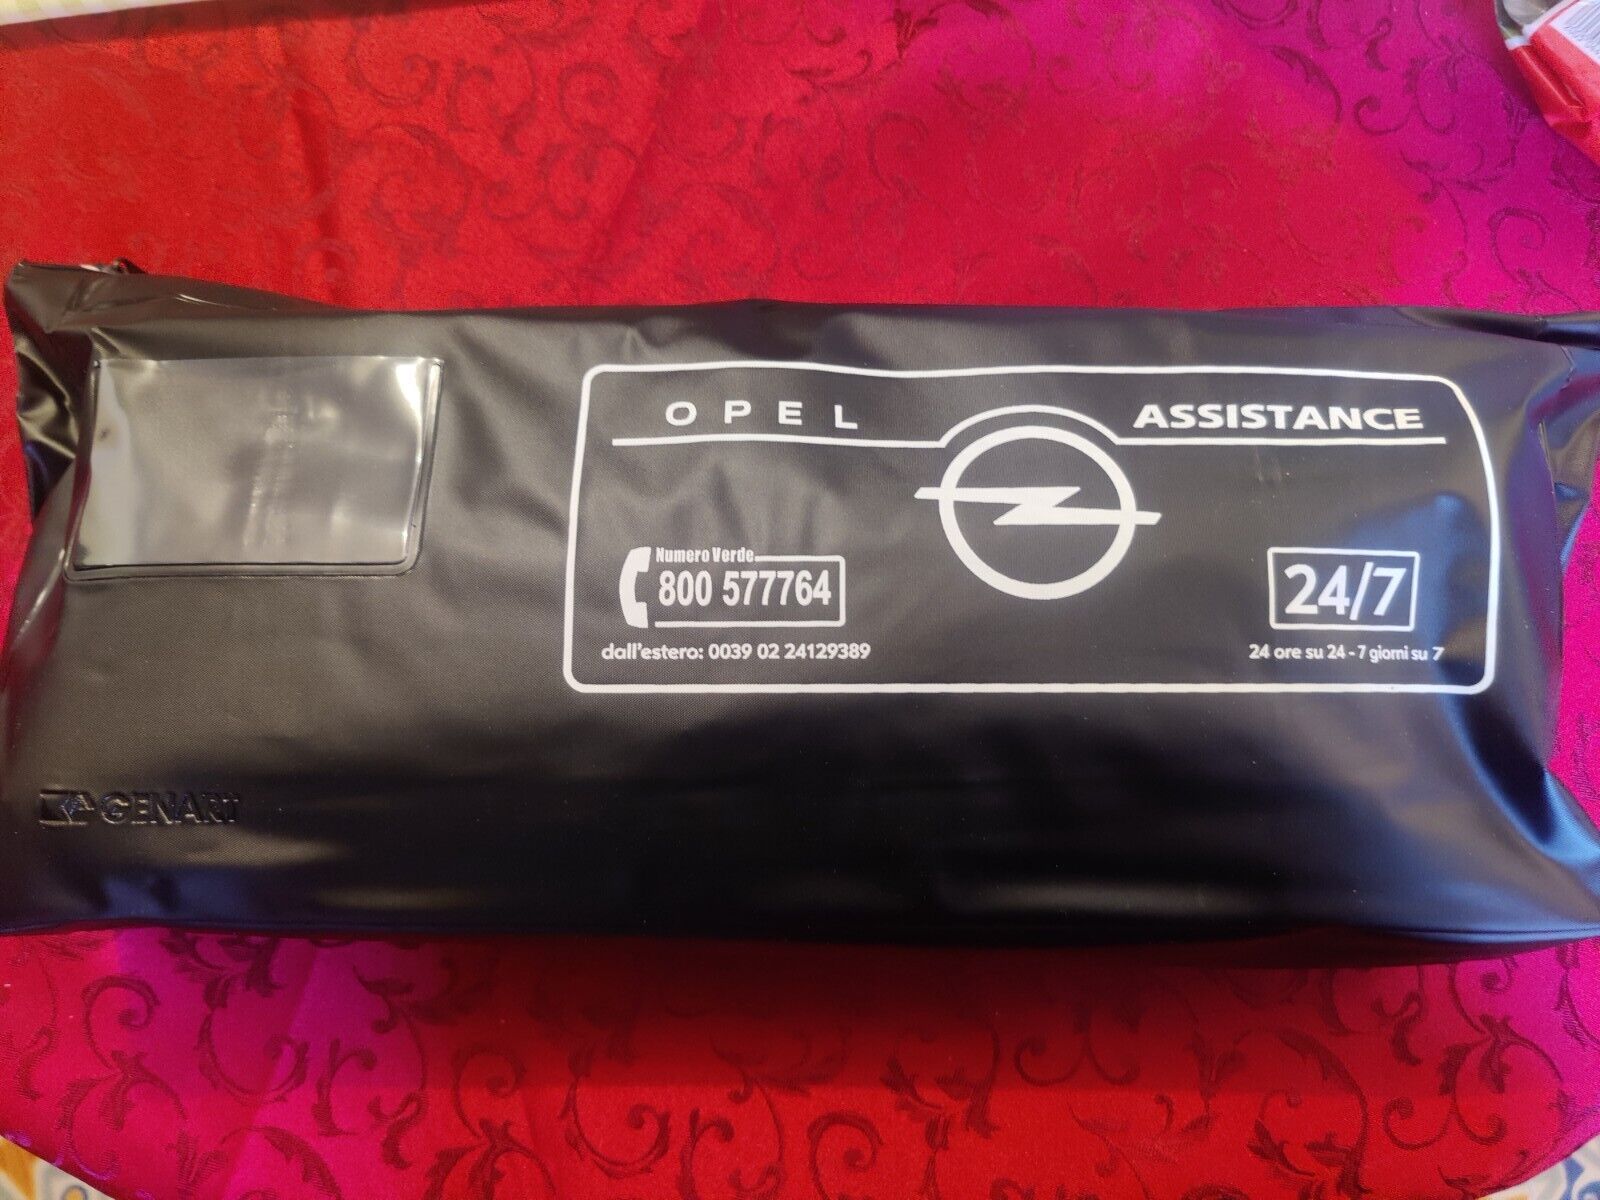 OPEL ASSISTANCE
Numero Verde
800 577764
24/7
dall'estero: 0039 02 24129389
24 ore su 24 - 7 giorni su 7
GENART